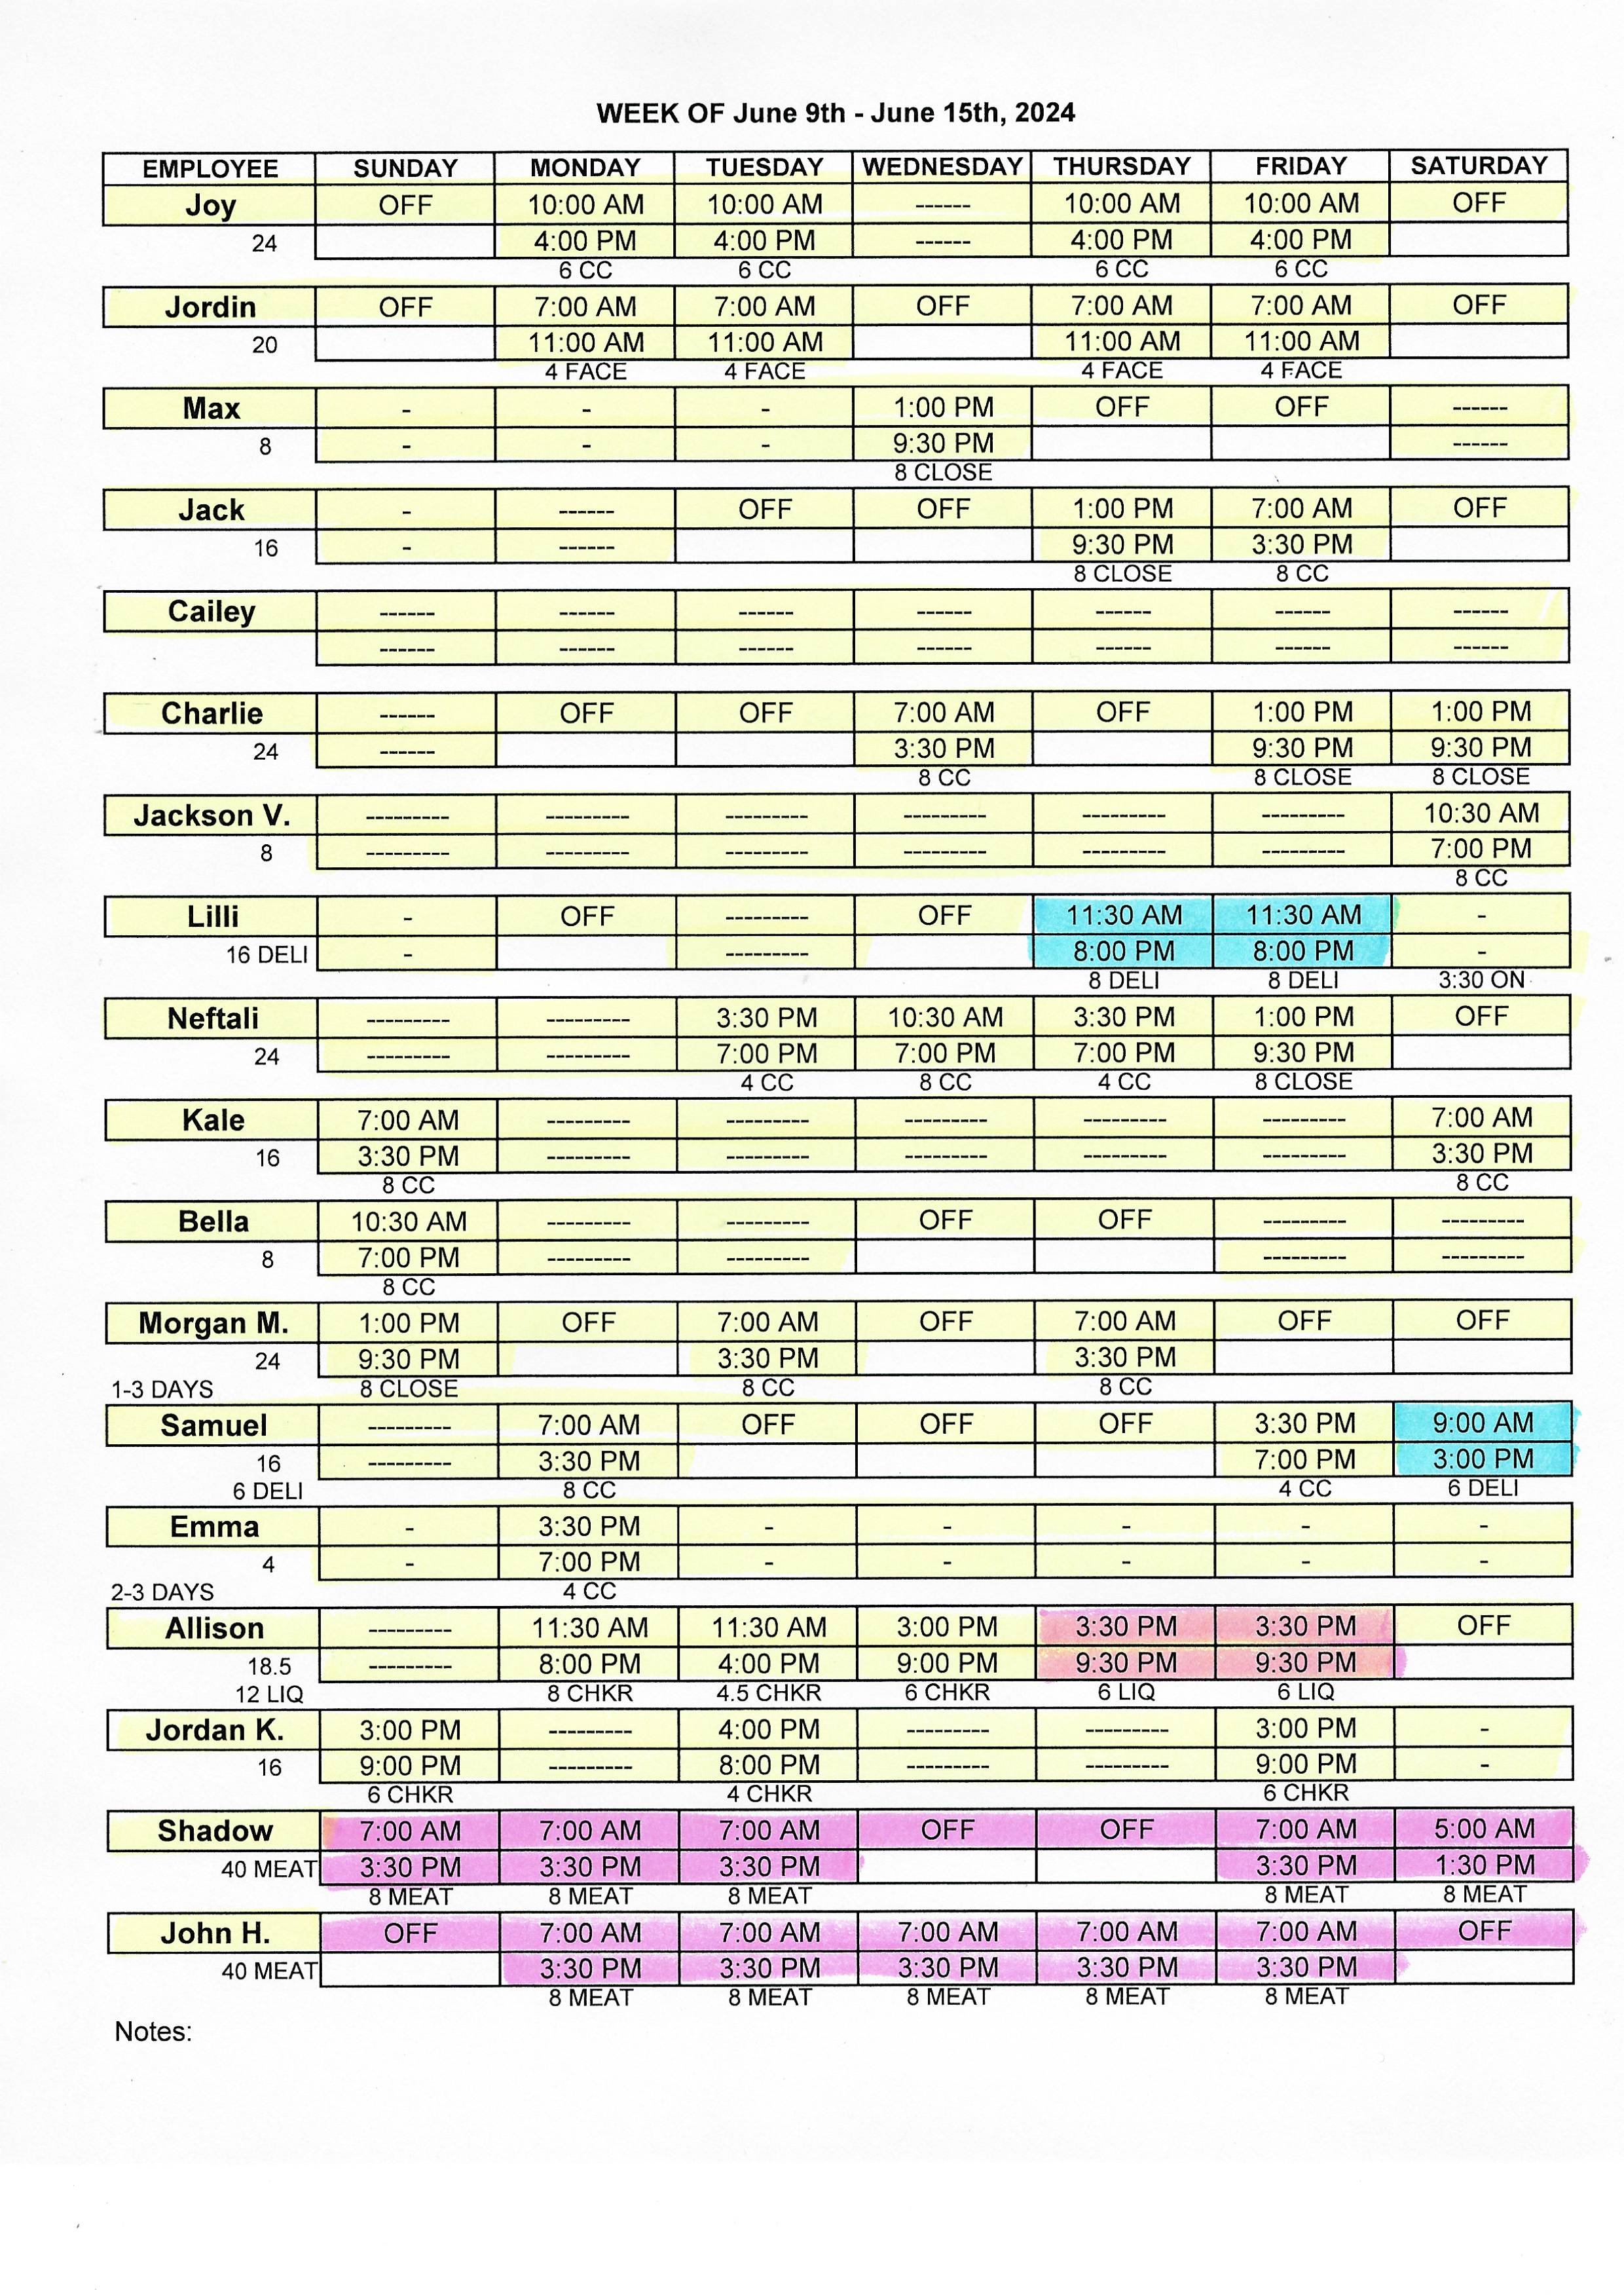 WEEK OF June 9th - June 15th, 2024
EMPLOYEE SUNDAY MONDAY TUESDAY WEDNESDAY THURSDAY FRIDAY SATURDAY
Joy OFF 10:00 AM 10:00 AM ------ 10:00 AM 10:00 AM OFF
24 4:00 PM 4:00 PM ------ 4:00 PM 4:00 PM
6 CC 6 CC 6 CC 6 CC
Jordin OFF 7:00 AM 7:00 AM OFF 7:00 AM 7:00 AM OFF
20 11:00 AM 11:00 AM 11:00 AM 11:00 AM
4 FACE 4 FACE 4 FACE 4 FACE
Max - - - 1:00 PM OFF OFF ------
8 - - - 9:30 PM ------
8 CLOSE
Jack - ------ OFF OFF 1:00 PM 7:00 AM OFF
16 - ------ 9:30 PM 3:30 PM
8 CLOSE 8 CC
Cailey ------ ------ ------ ------ ------ ------ ------
------ ------ ------ ------ ------ ------ ------
Charlie ------ OFF OFF 7:00 AM OFF 1:00 PM 1:00 PM
24 ------ 3:30 PM 9:30 PM 9:30 PM
8 CC 8 CLOSE 8 CLOSE
Jackson V. --------- --------- --------- --------- --------- --------- 10:30 AM
8 --------- --------- --------- --------- --------- --------- 7:00 PM
8 CC
Lilli - OFF --------- OFF 11:30 AM 11:30 AM -
16 DELI - --------- 8:00 PM 8:00 PM -
8 DELI 8 DELI 3:30 ON
Neftali --------- --------- 3:30 PM 10:30 AM 3:30 PM 1:00 PM OFF
24 --------- --------- 7:00 PM 7:00 PM 7:00 PM 9:30 PM
4 CC 8 CC 4 CC 8 CLOSE
Kale 7:00 AM --------- --------- --------- --------- --------- 7:00 AM
16 3:30 PM --------- --------- --------- --------- --------- 3:30 PM
8 CC 8 CC
Bella 10:30 AM --------- --------- OFF OFF --------- ---------
8 7:00 PM --------- --------- --------- ---------
8 CC
Morgan M. 1:00 PM OFF 7:00 AM OFF 7:00 AM OFF OFF
24 9:30 PM 3:30 PM 3:30 PM
1-3 DAYS 8 CLOSE 8 CC 8 CC
Samuel --------- 7:00 AM OFF OFF OFF 3:30 PM 9:00 AM
16 --------- 3:30 PM 7:00 PM 3:00 PM
6 DELI 8 CC 4 CC 6 DELI
Emma - 3:30 PM - - - - -
4 - 7:00 PM - - - - -
2-3 DAYS 4 CC
Allison --------- 11:30 AM 11:30 AM 3:00 PM 3:30 PM 3:30 PM OFF
18.5 --------- 8:00 PM 4:00 PM 9:00 PM 9:30 PM 9:30 PM
12 LIQ 8 CHKR 4.5 CHKR 6 CHKR 6 LIQ 6 LIQ
Jordan K. 3:00 PM --------- 4:00 PM --------- --------- 3:00 PM -
16 9:00 PM --------- 8:00 PM --------- --------- 9:00 PM -
6 CHKR 4 CHKR 6 CHKR
Shadow 7:00 AM 7:00 AM 7:00 AM OFF OFF 7:00 AM 5:00 AM
40 MEAT 3:30 PM 3:30 PM 3:30 PM 3:30 PM 1:30 PM
8 MEAT 8 MEAT 8 MEAT 8 MEAT 8 MEAT
John H. OFF 7:00 AM 7:00 AM 7:00 AM 7:00 AM 7:00 AM OFF
40 MEAT 3:30 PM 3:30 PM 3:30 PM 3:30 PM 3:30 PM
8 MEAT 8 MEAT 8 MEAT 8 MEAT 8 MEAT
Notes: